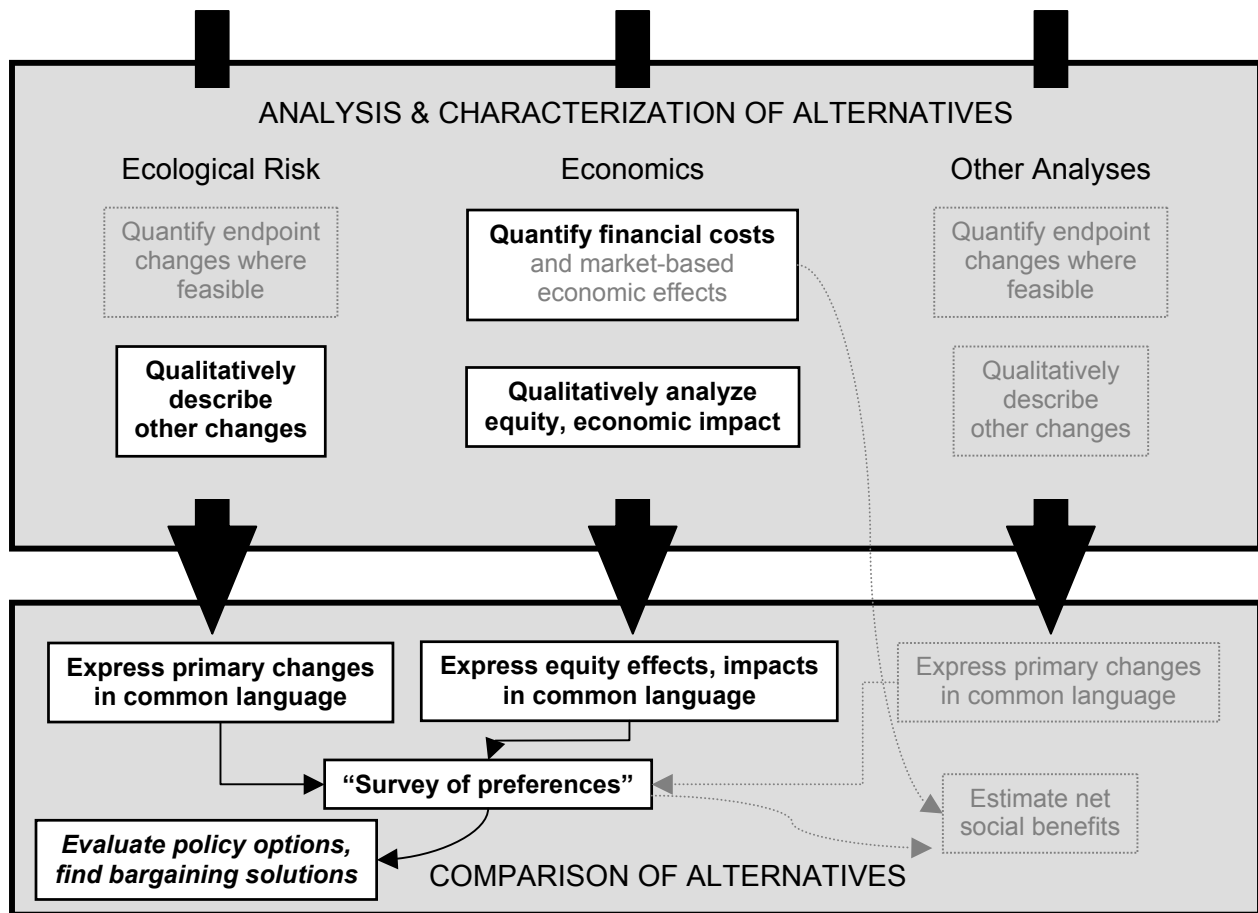 ANALYSIS & CHARACTERIZATION OF ALTERNATIVES
Ecological Risk
Economics
Other Analyses
Quantify endpoint
changes where
feasible
Quantify financial costs
and market-based
economic effects
Quantify endpoint
changes where
feasible
Qualitatively
describe
other changes
Qualitatively analyze
equity, economic impact
Qualitatively
describe
other changes
Express primary changes
in common language
Express equity effects, impacts
in common language
Express primary changes
in common language
“Survey of preferences”
Estimate net
social benefits
Evaluate policy options,
find bargaining solutions
COMPARISON OF ALTERNATIVES